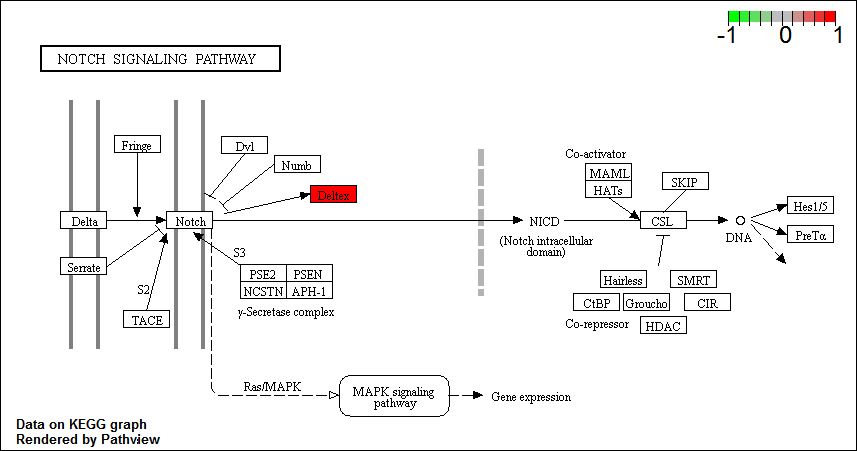 -1 0 1
NOTCH SIGNALING PATHWAY
Fringe
Dvl
Numb
Deltex
Delta
Notch
Serrate
S2
TACE
S3
PSE2 PSEN
NCSTN APH-1
γ-Secretase complex
NICD
(Notch intracellular
domain)
Co-activator
MAML
HATs
SKIP
CSL
DNA
Hes1/5
PreTα
Hairless SMRT
CtBP Groucho CIR
Co-repressor HDAC
Ras/MAPK
MAPK signaling
pathway
Gene expression
Data on KEGG graph
Rendered by Pathview